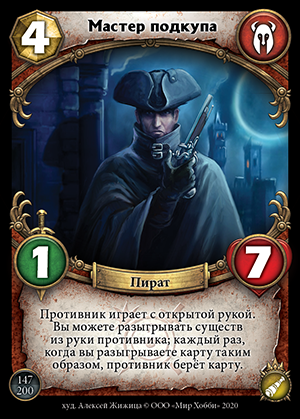 4
Мастер подкупа
1
7
Пират
Противник играет с открытой рукой.
Вы можете разыгрывать существ
из руки противника; каждый раз,
когда вы разыгрываете карту таким
образом, противник берёт карту.
147
200
худ. Алексей Жижица © ООО «Мир Хобби» 2020